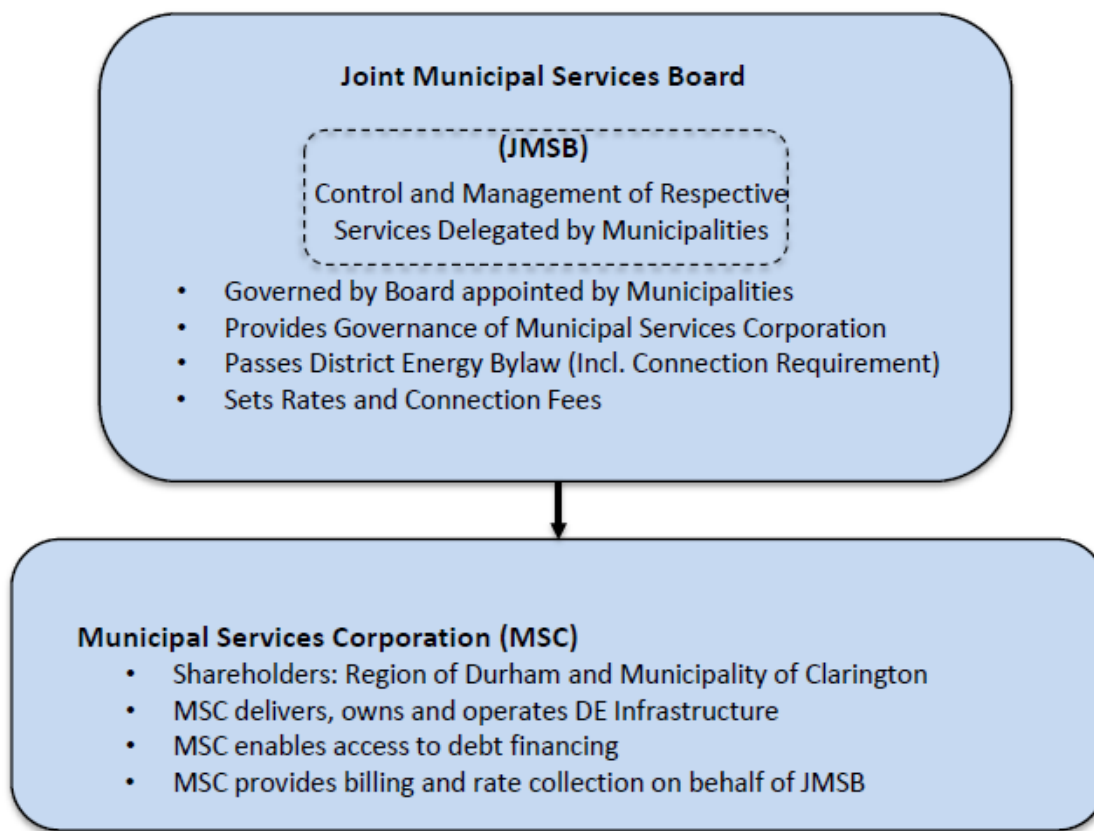 Joint Municipal Services Board
(JMSB)
Control and Management of Respective
Services Delegated by Municipalities
• Governed by Board appointed by Municipalities
• Provides Governance of Municipal Services Corporation
• Passes District Energy Bylaw (Incl. Connection Requirement)
• Sets Rates and Connection Fees
Municipal Services Corporation (MSC)
• Shareholders: Region of Durham and Municipality of Clarington
• MSC delivers, owns and operates DE Infrastructure
• MSC enables access to debt financing
• MSC provides billing and rate collection on behalf of JMSB